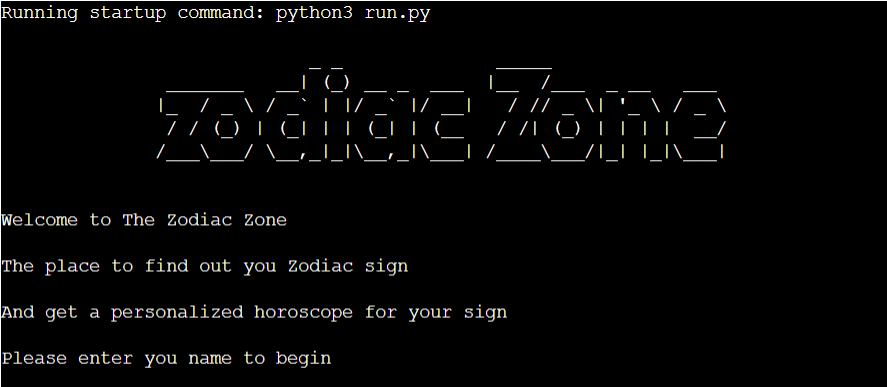 Running startup command: python3 run.py
zodiac Zone
Welcome to The Zodiac Zone
The place to find out you Zodiac sign
And get a personalized horoscope for your sign
Please enter you name to begin